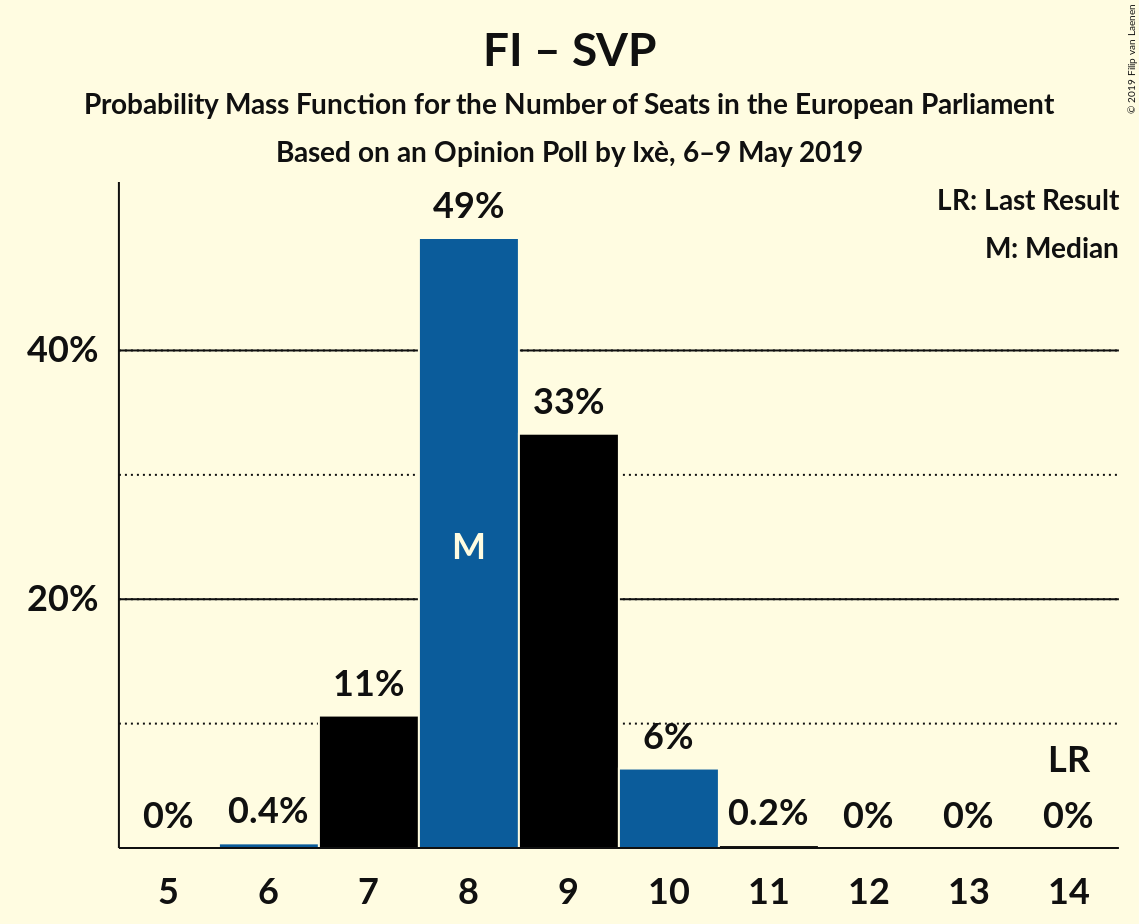 FI – SVP
Probability Mass Function for the Number of Seats in the European Parliament
Based on an Opinion Poll by Ixè, 6–9 May 2019
© 2019 Filip van Laenen
LR: Last Result
M: Median
49%
40%
33%
M
20%
11%
6%
LR
0% 0.4% 0.2% 0% 0% 0%
5 6 7 8 9 10 11 12 13 14